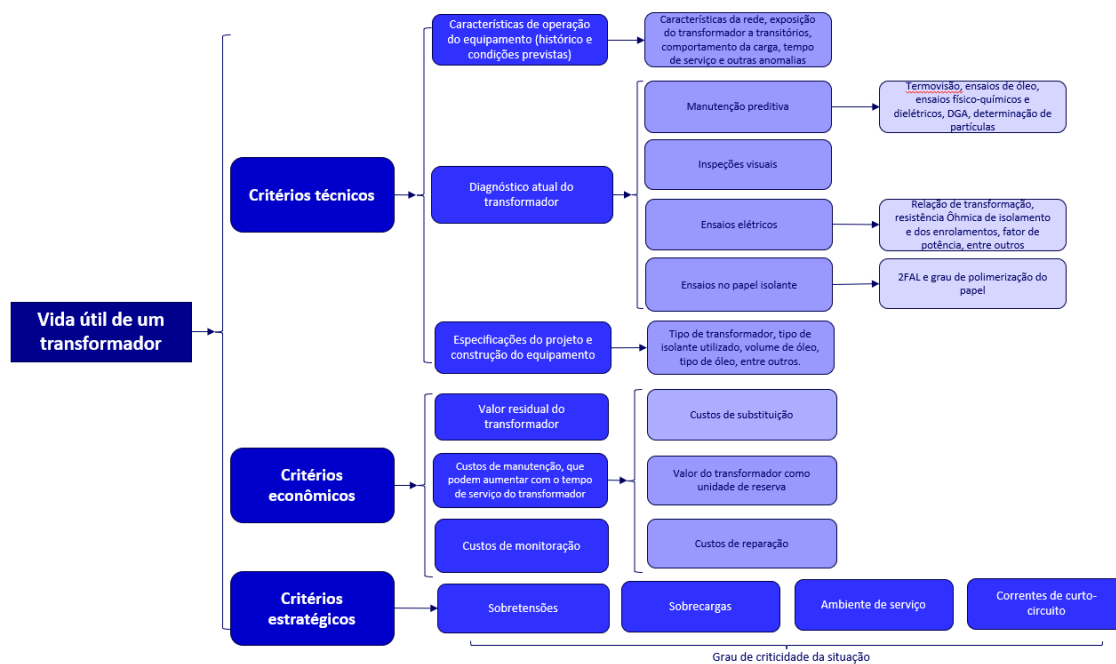 Vida útil de um
transformador
Critérios técnicos
Características de operação
do equipamento (histórico e
condições previstas)
Características da rede, exposição
do transformador a transitórios,
comportamento da carga, tempo
de serviço e outras anomalias
Diagnóstico atual do
transformador
Manutenção preditiva
Termovisão, ensaios de óleo,
ensaios físico-químicos e
dielétricos, DGA, determinação de
partículas
Inspeções visuais
Ensaios elétricos
Relação de transformação,
resistência Ôhmica de isolamento
e dos enrolamentos, fator de
potência, entre outros
Ensaios no papel isolante
2FAL e grau de polimerização do
papel
Especificações do projeto e
construção do equipamento
Tipo de transformador, tipo de
isolante utilizado, volume de óleo,
tipo de óleo, entre outros.
Critérios
econômicos
Valor residual do
transformador
Custos de manutenção, que
podem aumentar com o tempo
de serviço do transformador
Custos de monitoração
Custos de substituição
Valor do transformador como
unidade de reserva
Custos de reparação
Critérios
estratégicos
Sobretensões
Sobrecargas
Ambiente de serviço
Correntes de curto-
circuito
Grau de criticidade da situação